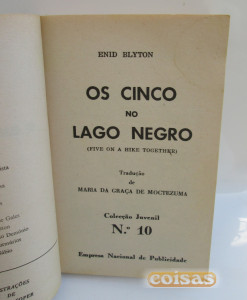 ENID BLYTON
OS CINCO
NO
LAGO NEGRO
(FIVE ON A HIKE TOGETHER)
Tradução
de
MARIA DA GRAÇA DE MOCTEZUMA
Colecção Juvenil
N.º 10
Empresa Nacional de Publicidade
coisas